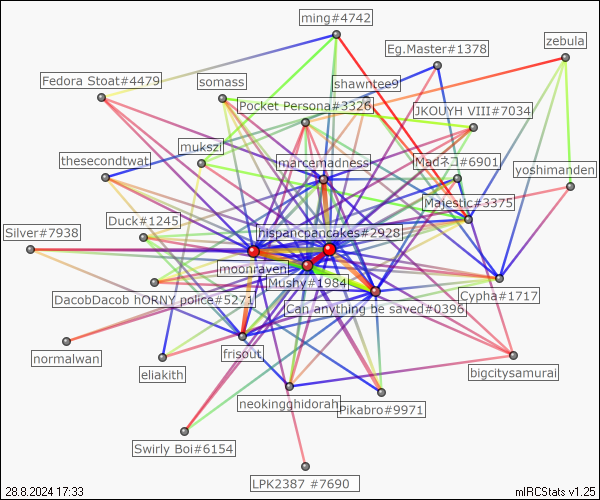 ming#4742
Eg.Master#1378
zebula
Fedora Stoat#4479
somass
shawntee9
Pocket Persona#3326
JKOUYH VIII#7034
mukszi
thesecondtwat
marcemadness
Madネコ#6901
yoshimanden
Majestic#3375
Duck#1245
Silver#7938
hispancpancakes#2928
moonraven
Mushy#1984
DacobDacob hORNY police#5271
Cypha#1717
Can anything be saved#0396
normalwan
frisout
eliakith
bigcitysamurai
neokingghidorah
Pikabro#9971
Swirly Boi#6154
LPK2387 #7690
28.8.2024 17:33
mIRCStats v1.25